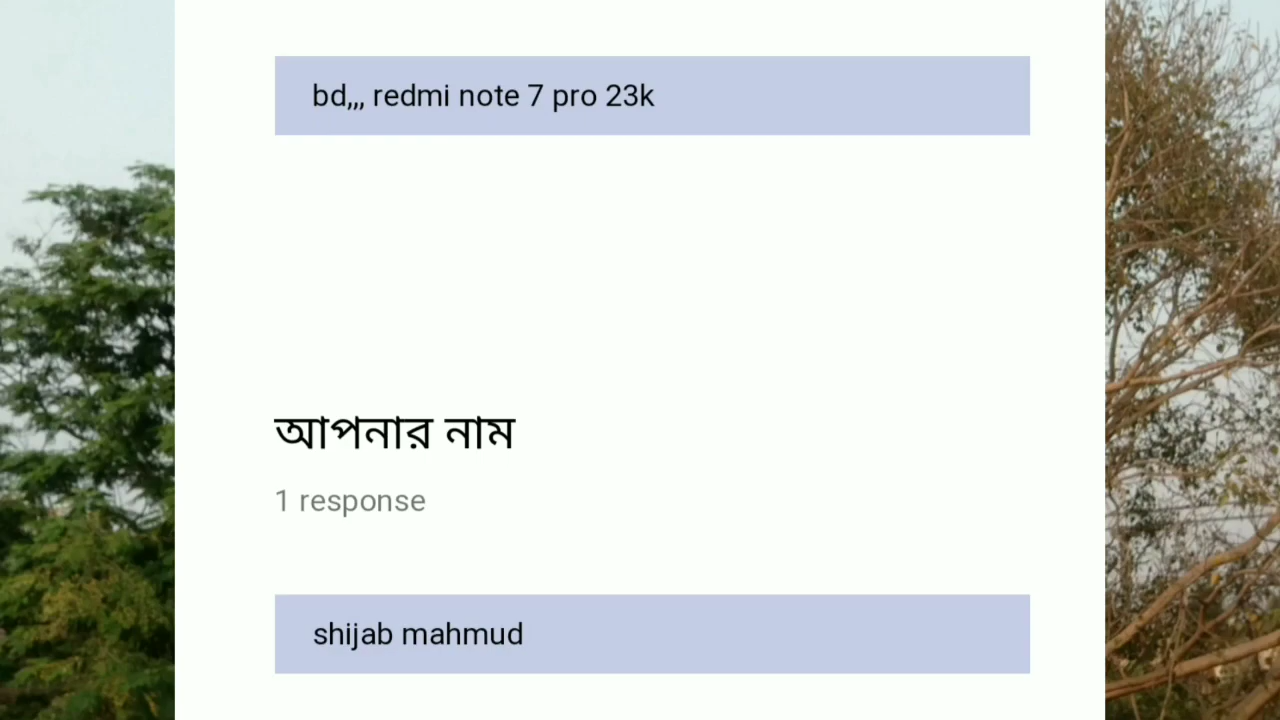 bd,,, redmi note 7 pro 23k
আপনার নাম
1 response
shijab mahmud